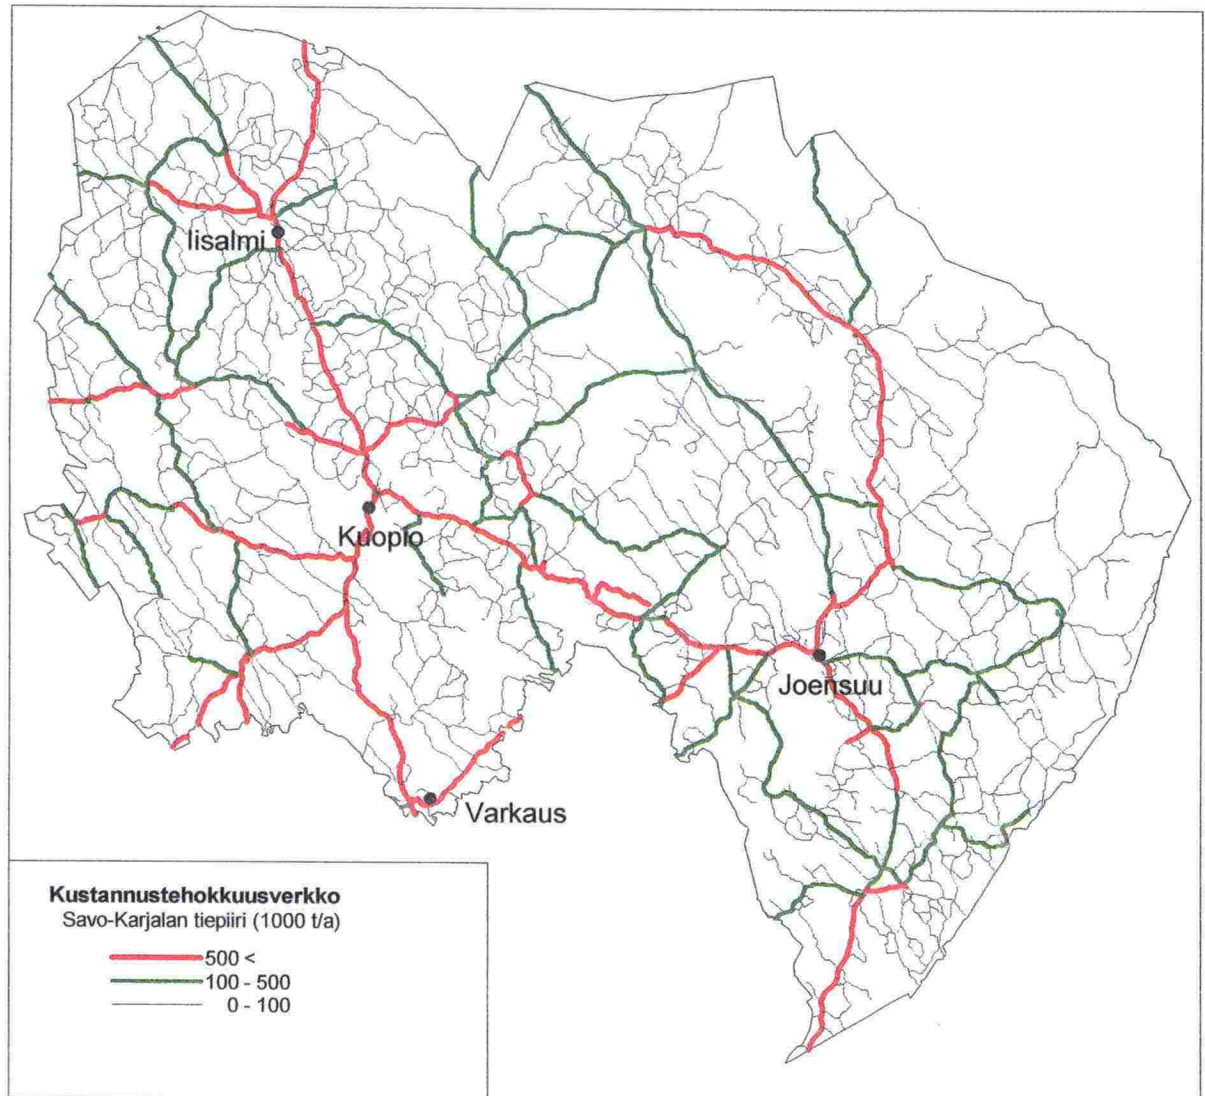 Iisalmi
Kuopio
Joensuu
Varkaus
Kustannustehokkuusverkko
Savo-Karjalan tiepiiri (1000 t/a)
500 <
100 - 500
0 - 100